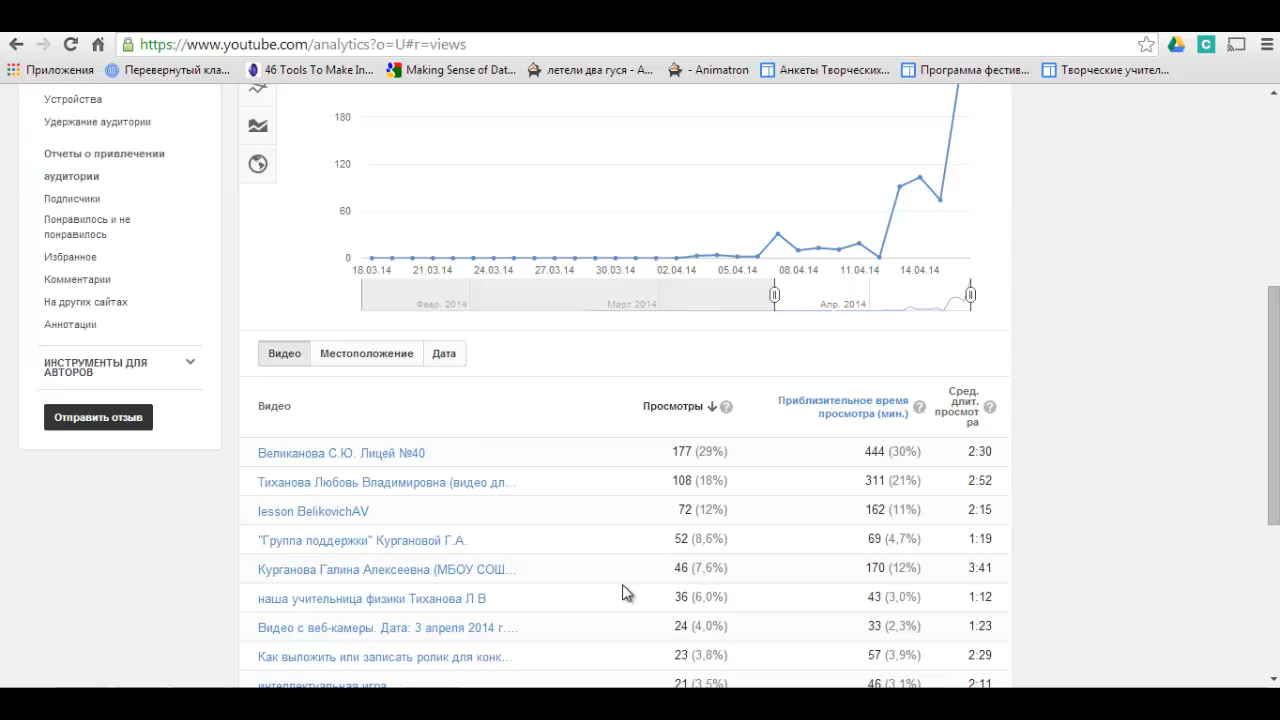 https://www.youtube.com/analytics?o=U#r=views
Приложения Перевернутый кла... 46 Tools To Make In... Making Sense of Dat... летели два гуся - A... - Animatron Анкеты Творческих... Программа фестив... Творческие учител...
Устройства
Удержание аудитории
Отчеты о привлечении
аудитории
Подписчики
Понравилось и не
понравилось
Избранное
Комментарии
На других сайтах
Аннотации
ИНСТРУМЕНТЫ ДЛЯ
АВТОРОВ
Отправить отзыв
180
120
60
0
18.03.14 21.03.14 24.03.14 27.03.14 30.03.14 02.04.14 05.04.14 08.04.14 11.04.14 14.04.14
Февр. 2014 Март 2014 Апр. 2014
Видео Местоположение Дата
Видео Просмотры ? Приблизительное время просмотра (мин.) ? Сред. длит. просмот ра ?
Великанова С.Ю. Лицей №40 177 (29%) 444 (30%) 2:30
Тиханова Любовь Владимировна (видео дл... 108 (18%) 311 (21%) 2:52
lesson BelikovichAV 72 (12%) 162 (11%) 2:15
"Группа поддержки" Кургановой Г.А. 52 (8,6%) 69 (4,7%) 1:19
Курганова Галина Алексеевна (МБОУ СОШ... 46 (7,6%) 170 (12%) 3:41
наша учительница физики Тиханова Л В 36 (6,0%) 43 (3,0%) 1:12
Видео с веб-камеры. Дата: 3 апреля 2014 г.... 24 (4,0%) 33 (2,3%) 1:23
Как выложить или записать ролик для конк... 23 (3,8%) 57 (3,9%) 2:29
интеллектуальная игра 21 (3,5%) 46 (3,1%) 2:11